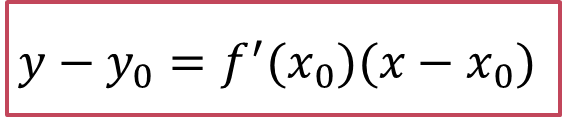 y − y₀ = f′(x₀)(x − x₀)